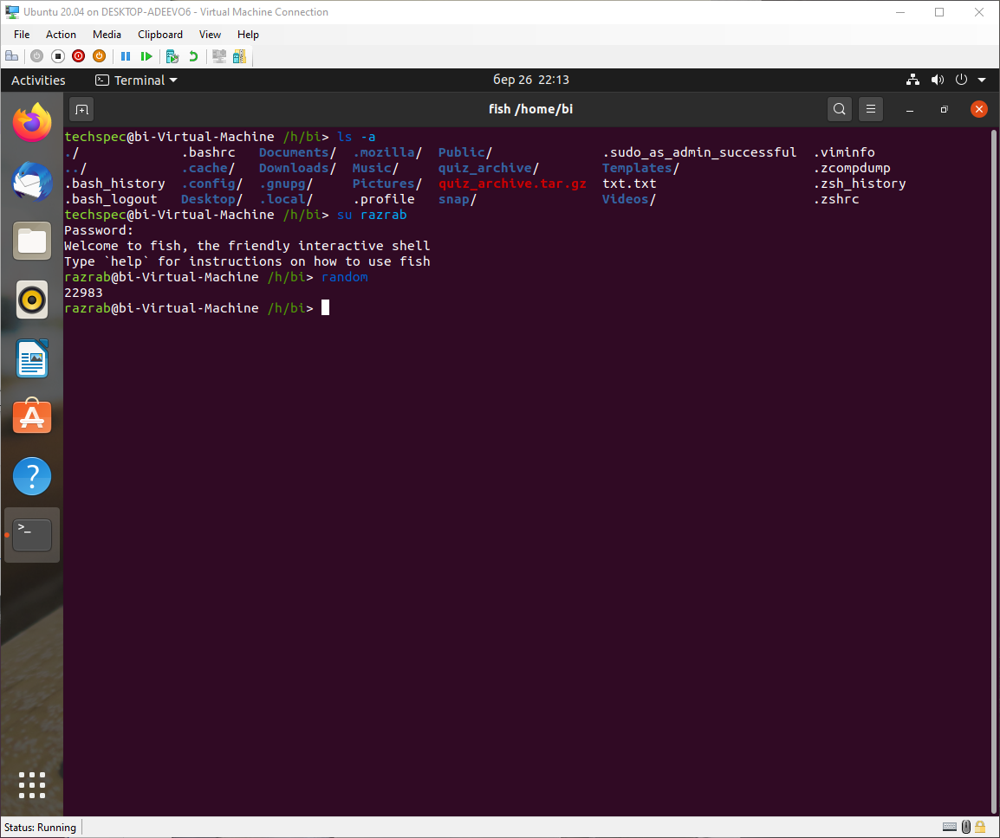 Ubuntu 20.04 on DESKTOP-ADEEVO6 - Virtual Machine Connection
File Action Media Clipboard View Help
Activities Terminal бер 26 22:13
fish /home/bi
techspec@bi-Virtual-Machine /h/bi> ls -a
./ .bashrc Documents/ .mozilla/ Public/ .sudo_as_admin_successful .viminfo
../ .cache/ Downloads/ Music/ quiz_archive/ Templates/ .zcompdump
.bash_history .config/ .gnupg/ Pictures/ quiz_archive.tar.gz txt.txt .zsh_history
.bash_logout Desktop/ .local/ .profile snap/ Videos/ .zshrc
techspec@bi-Virtual-Machine /h/bi> su razrab
Password:
Welcome to fish, the friendly interactive shell
Type `help` for instructions on how to use fish
razrab@bi-Virtual-Machine /h/bi> random
22983
razrab@bi-Virtual-Machine /h/bi>
Status: Running